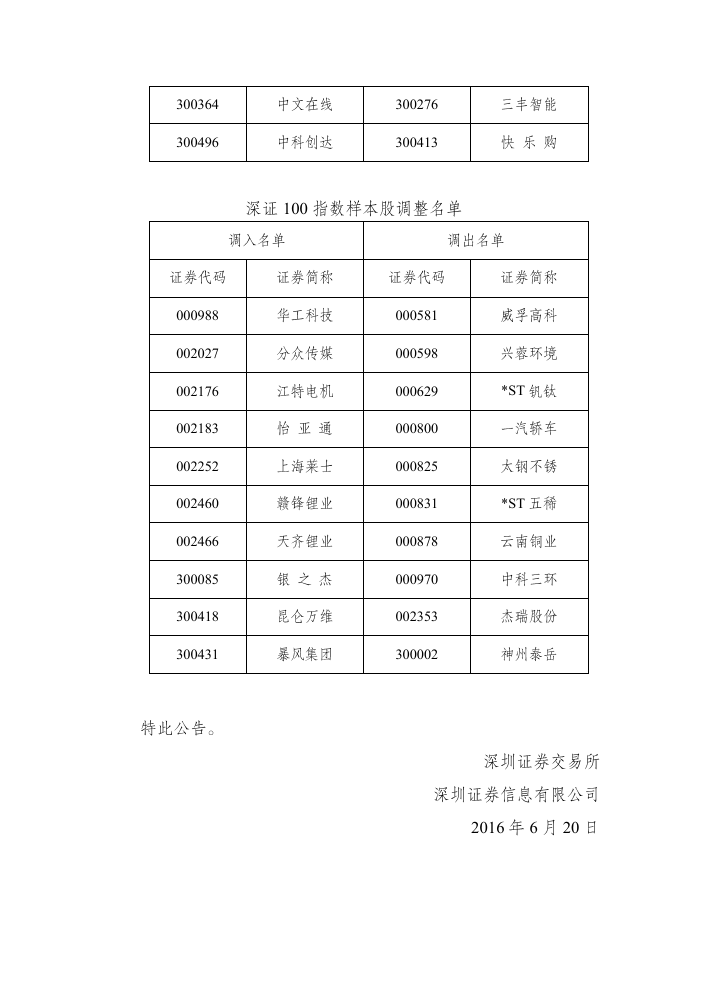 300364 中文在线 300276 三丰智能
300496 中科创达 300413 快 乐 购
深证 100 指数样本股调整名单
调入名单 调出名单
证券代码 证券简称 证券代码 证券简称
000988 华工科技 000581 威孚高科
002027 分众传媒 000598 兴蓉环境
002176 江特电机 000629 *ST 钒钛
002183 怡 亚 通 000800 一汽轿车
002252 上海莱士 000825 太钢不锈
002460 赣锋锂业 000831 *ST 五稀
002466 天齐锂业 000878 云南铜业
300085 银 之 杰 000970 中科三环
300418 昆仑万维 002353 杰瑞股份
300431 暴风集团 300002 神州泰岳
特此公告。
深圳证券交易所
深圳证券信息有限公司
2016 年 6 月 20 日